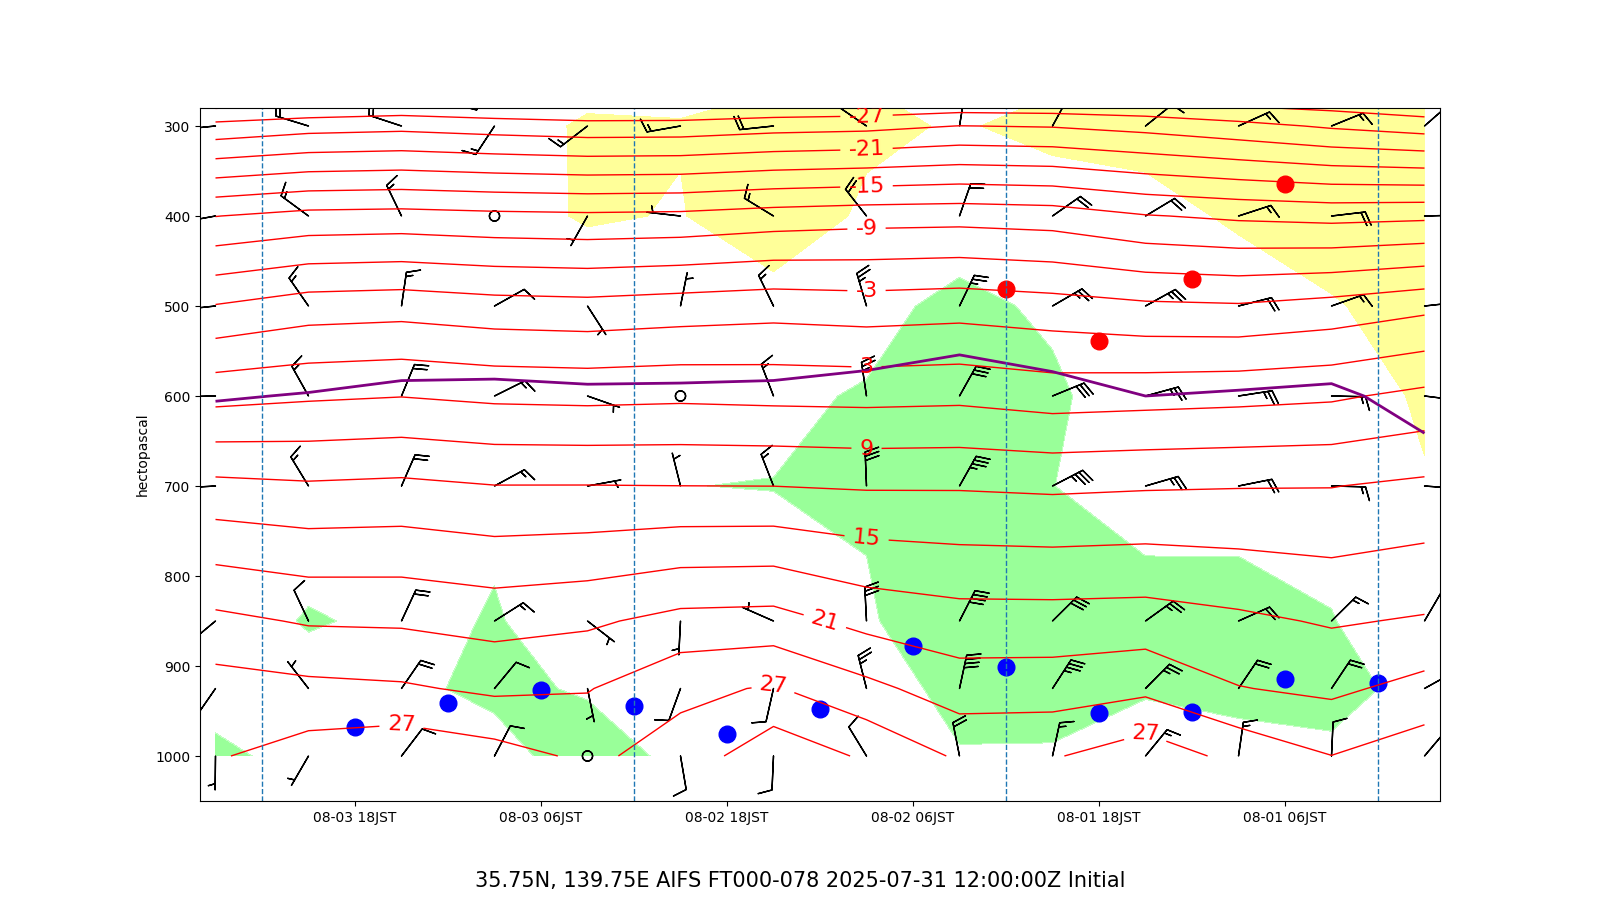 300
400
500
600
700
800
900
1000
hectopascal
-27
-21
-15
-9
-3
3
9
15
21
27
27
27
08-03 18JST
08-03 06JST
08-02 18JST
08-02 06JST
08-01 18JST
08-01 06JST
35.75N, 139.75E AIFS FT000-078 2025-07-31 12:00:00Z Initial